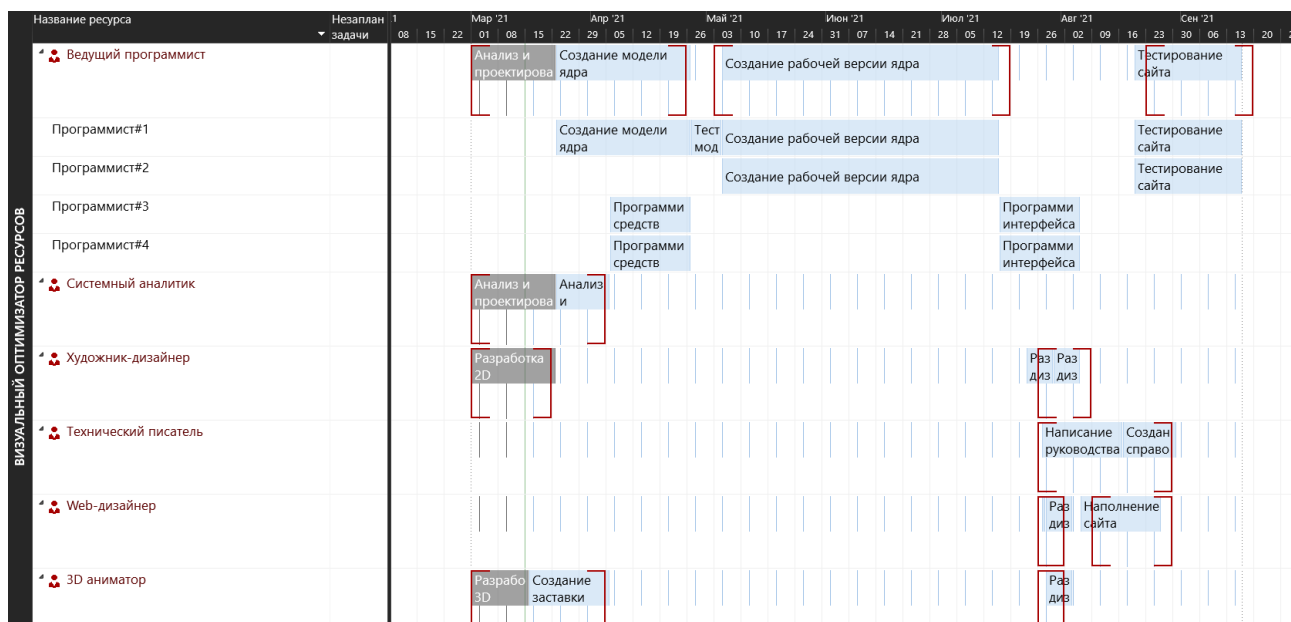 Название ресурса
Незаплан
задачи
1 Мар '21 Апр '21 Май '21 Июн '21 Июл '21 Авг '21 Сен '21
08 15 22 01 08 15 22 29 05 12 19 26 03 10 17 24 31 07 14 21 28 05 12 19 26 02 09 16 23 30 06 13 20
ВИЗУАЛЬНЫЙ ОПТИМИЗАТОР РЕСУРСОВ
Ведущий программист
Анализ и
проектирова
Создание модели
ядра
Создание рабочей версии ядра
Тестирование
сайта
Программист#1
Создание модели
ядра
Тест
мод
Создание рабочей версии ядра
Тестирование
сайта
Программист#2
Создание рабочей версии ядра
Тестирование
сайта
Программист#3
Программи
средств
Программи
интерфейса
Программист#4
Программи
средств
Программи
интерфейса
Системный аналитик
Анализ и
проектирова
Анализ
и
Художник-дизайнер
Разработка
2D
Раз
диз
Раз
диз
Технический писатель
Написание
руководства
Создан
справо
Web-дизайнер
Раз
диз
Наполнение
сайта
3D аниматор
Разрабо
3D
Создание
заставки
Раз
диз